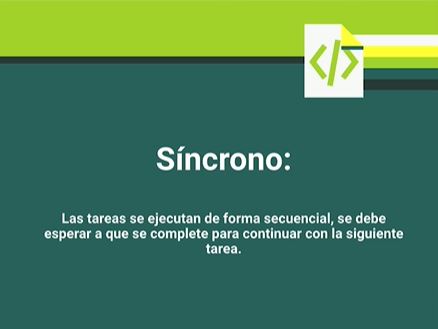 Síncrono:
Las tareas se ejecutan de forma secuencial, se debe
esperar a que se complete para continuar con la siguiente
tarea.